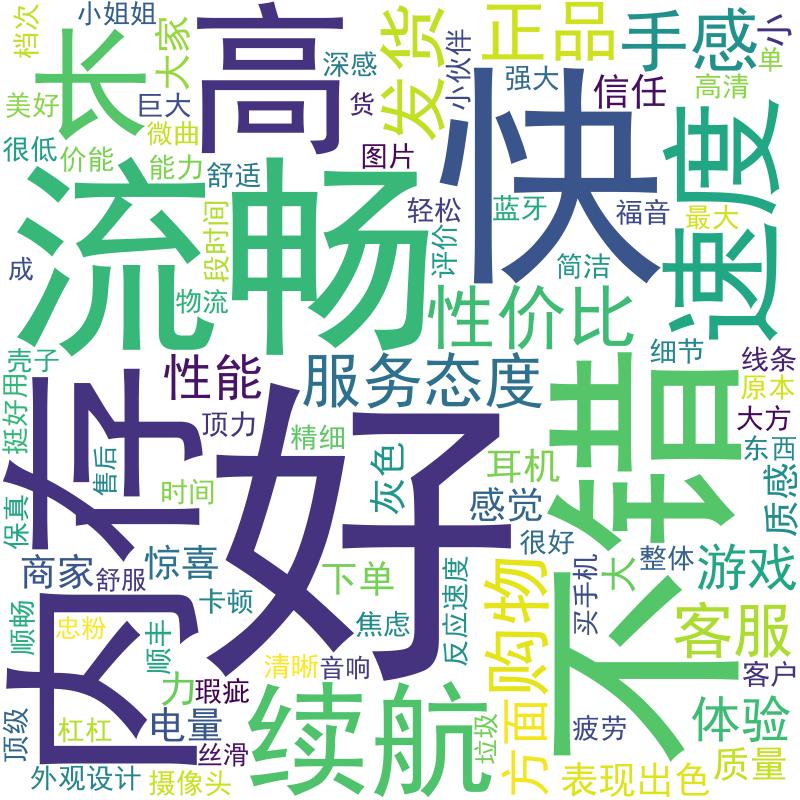 档次
小姐姐
大家
长
高
深感
发货
小伙伴
正品
强大
手感
小
单
高清
信任
美好
巨大
货
微曲
很低
价能
能力
舒适
图片
快
速度
流畅
段时间
轻松
蓝牙
福音
最大
评价
简洁
成
物流
性价比
壳子
性能
服务态度
细节
线条
原本
挺好用
内存
顶力
精细
好
灰色
耳机
不错
大方
东西
售后
时间
感觉
质感
保真
商家
舒服
惊喜
下单
很好
整体
游戏
买手机
大
卡顿
焦虑
反应速度
购物
方面
客服
顺畅
忠粉
顺丰
清晰
音响
力
瑕疵
客户
顶级
杠杠
电量
丝滑
续航
垃圾
疲劳
体验
外观设计
摄像头
表现出色
质量